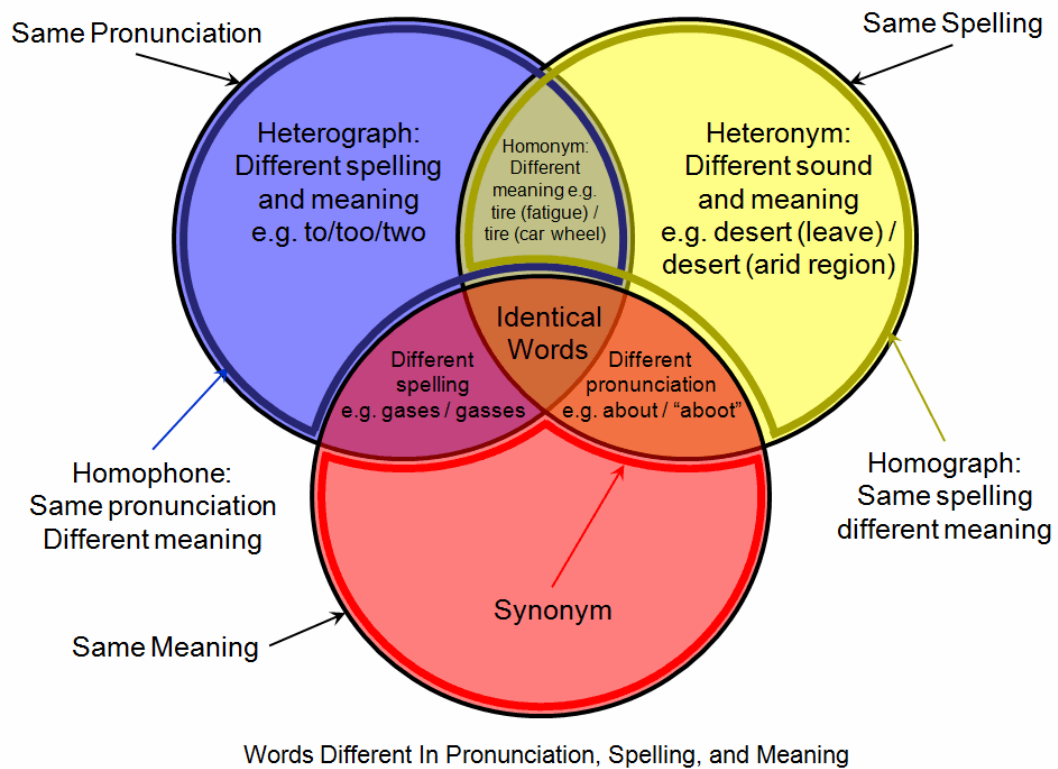 Same Pronunciation
Same Spelling
Heterograph:
Different spelling
and meaning
e.g. to/too/two
Homonym:
Different
meaning e.g.
tire (fatigue) /
tire (car wheel)
Heteronym:
Different sound
and meaning
e.g. desert (leave) /
desert (arid region)
Identical
Words
Different
spelling
e.g. gases / gasses
Different
pronunciation
e.g. about / “aboot”
Homophone:
Same pronunciation
Different meaning
Homograph:
Same spelling
different meaning
Synonym
Same Meaning
Words Different In Pronunciation, Spelling, and Meaning